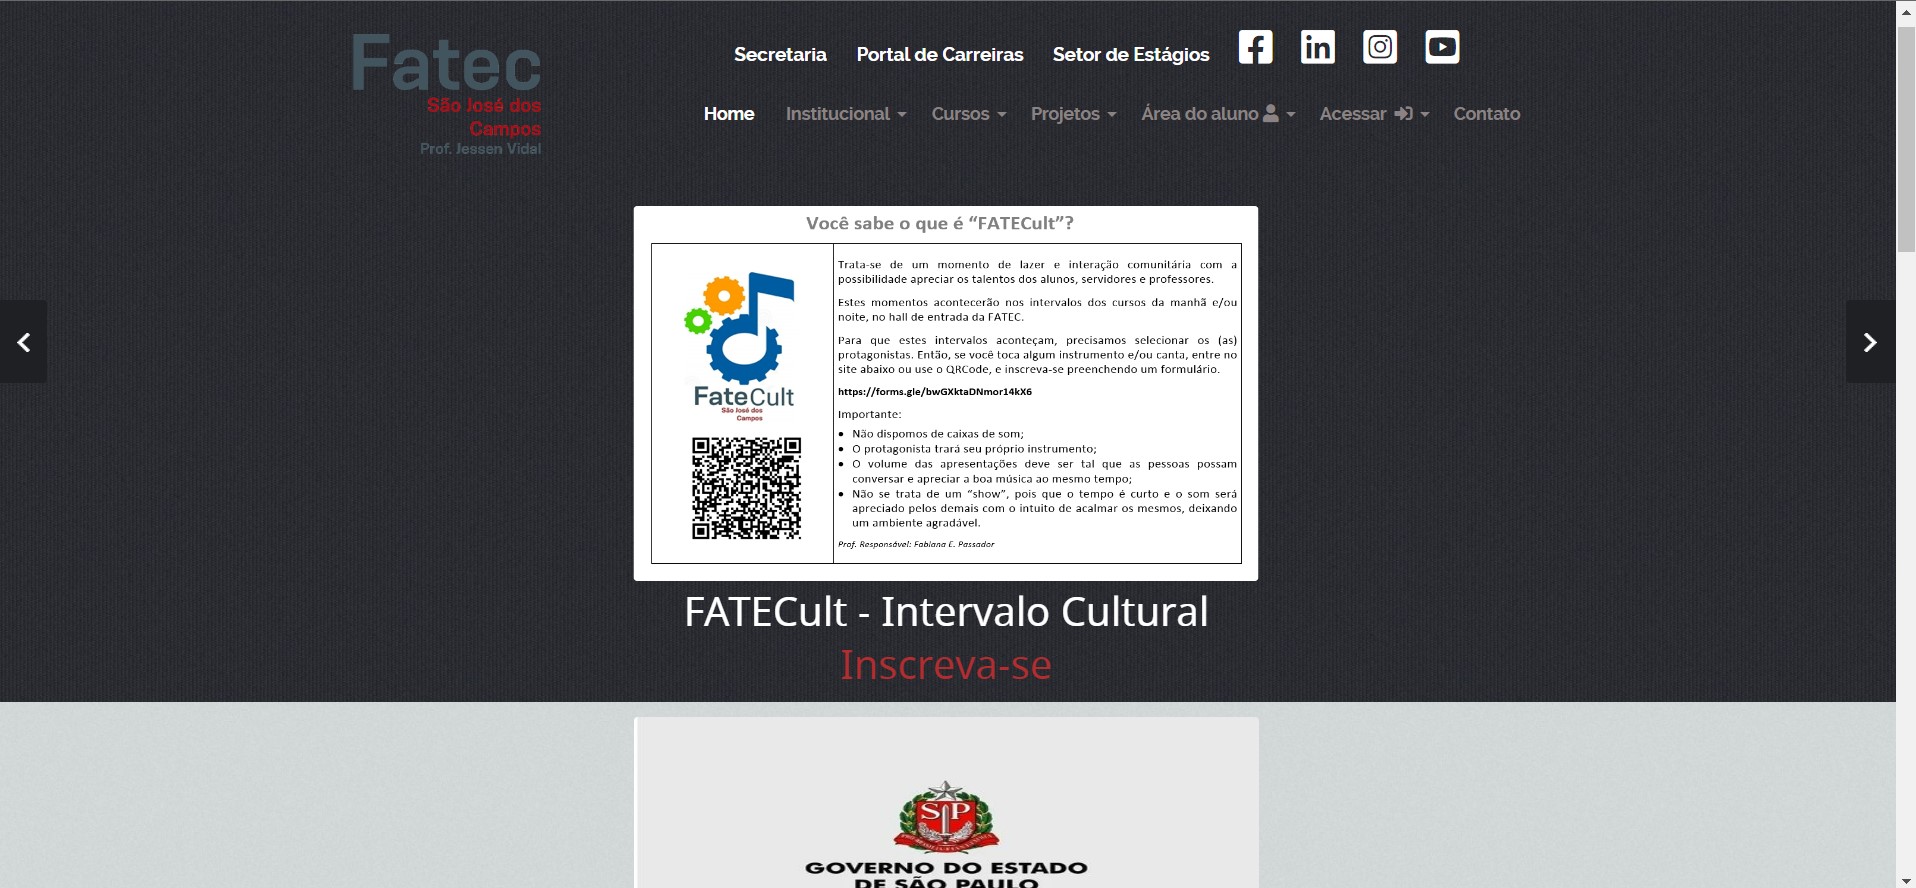 Fatec
São José dos
Campos
Prof. Jessen Vidal
Secretaria Portal de Carreiras Setor de Estágios
Home Institucional Cursos Projetos Área do aluno Acessar Contato
Você sabe o que é “FATECult”?
FateCult
São José dos
Campos
Trata-se de um momento de lazer e interação comunitária com a
possibilidade apreciar os talentos dos alunos, servidores e professores.
Estes momentos acontecerão nos intervalos dos cursos da manhã e/ou
noite, no hall de entrada da FATEC.
Para que estes intervalos aconteçam, precisamos selecionar os (as)
protagonistas. Então, se você toca algum instrumento e/ou canta, entre no
site abaixo ou use o QRCode, e inscreva-se preenchendo um formulário.
https://forms.gle/bwGXktaDNmor14kX6
Importante:
• Não dispomos de caixas de som;
• O protagonista trará seu próprio instrumento;
• O volume das apresentações deve ser tal que as pessoas possam
conversar e apreciar a boa música ao mesmo tempo;
• Não se trata de um “show”, pois que o tempo é curto e o som será
apreciado pelos demais com o intuito de acalmar os mesmos, deixando
um ambiente agradável.
Prof. Responsável: Fabiana E. Passador
FATECult - Intervalo Cultural
Inscreva-se
SP
GOVERNO DO ESTADO
DE SÃO PAULO